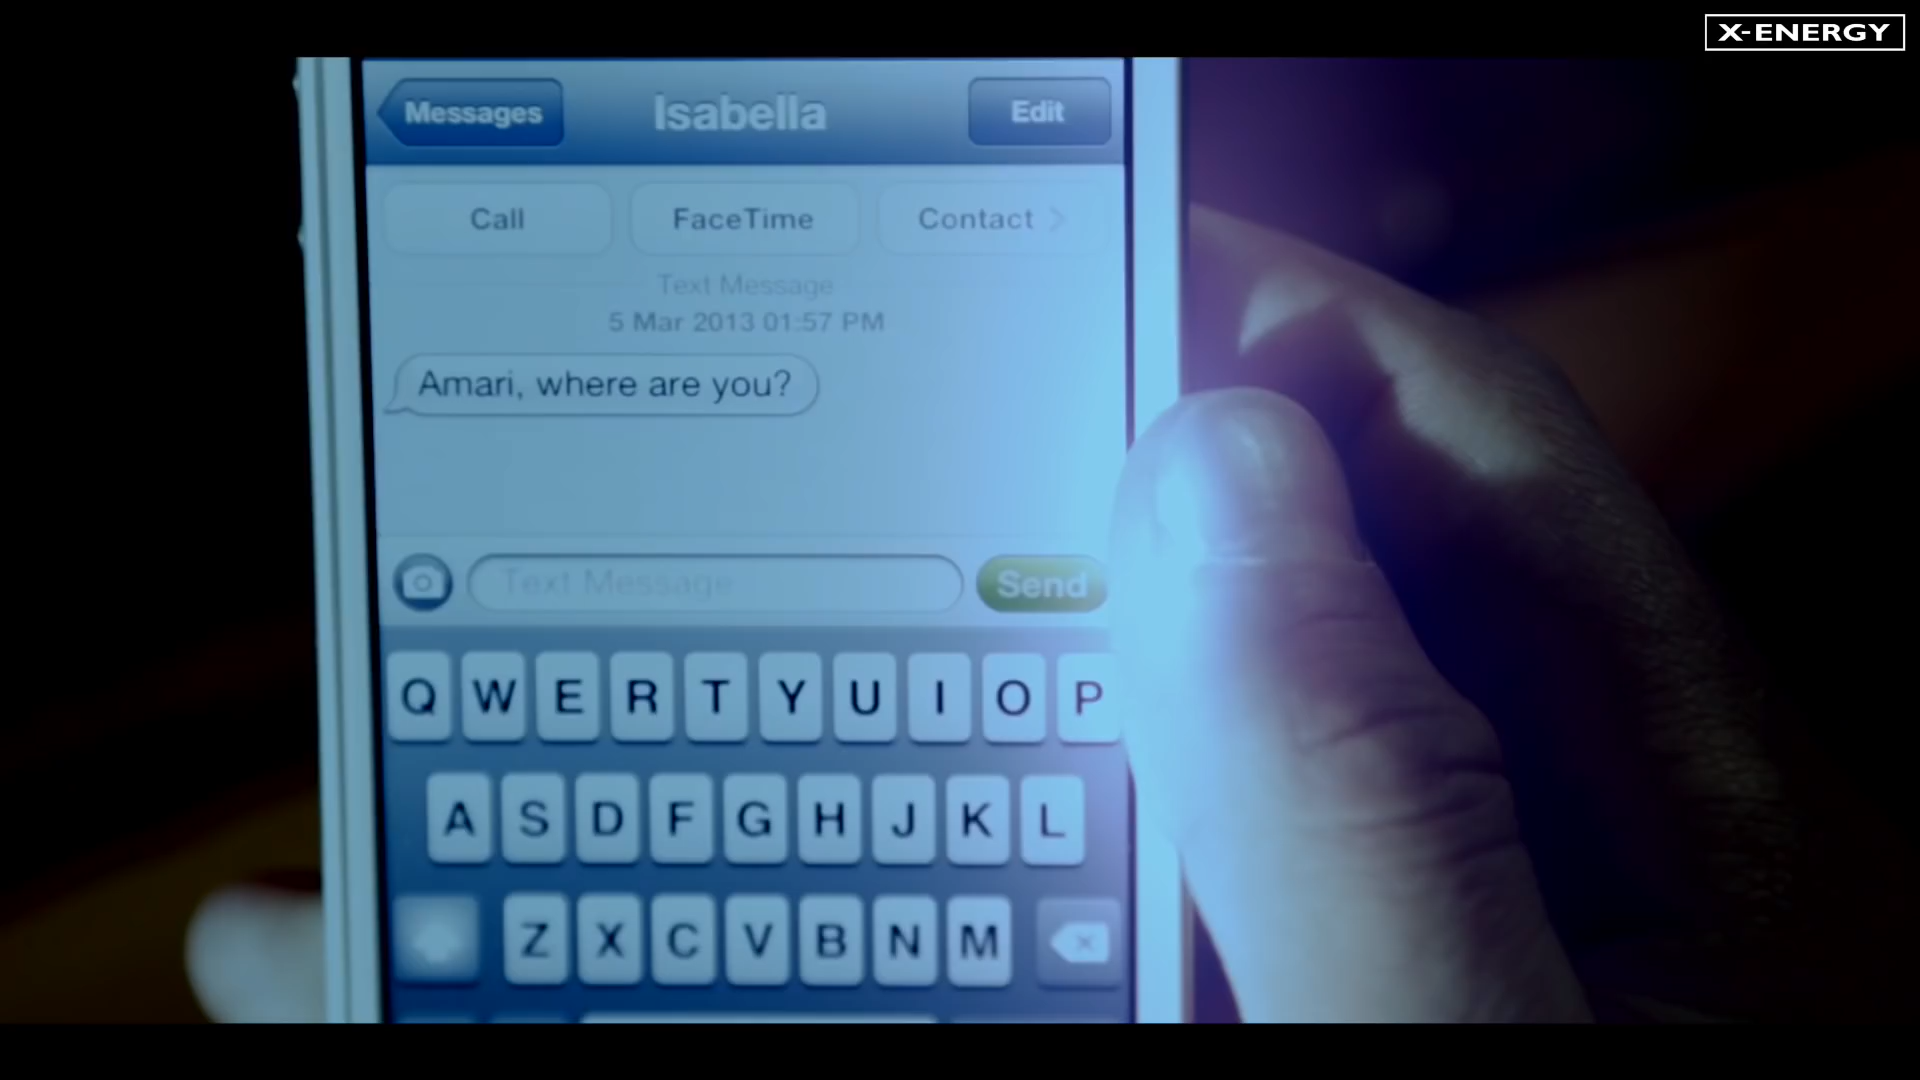 X-ENERGY
Messages Isabella Edit
Call FaceTime Contact
Text Message
5 Mar 2013 01:57 PM
Amari, where are you?
Text Message Send
Q W E R T Y U I O P
A S D F G H J K L
Z X C V B N M